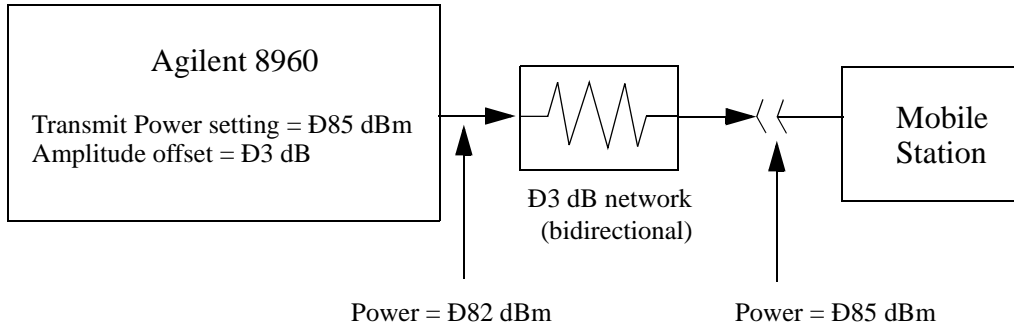 Agilent 8960
Transmit Power setting = Ð85 dBm
Amplitude offset = Ð3 dB
Ð3 dB network
(bidirectional)
Mobile
Station
Power = Ð82 dBm
Power = Ð85 dBm